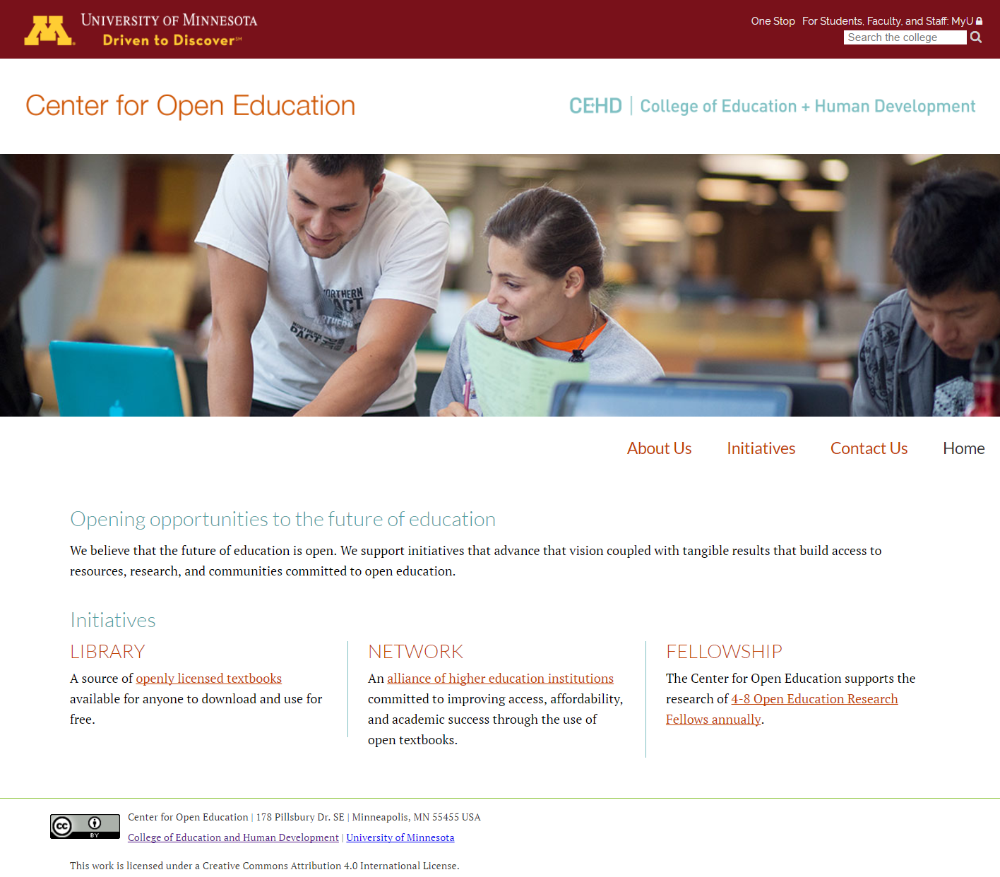 UNIVERSITY OF MINNESOTA
Driven to Discover℠
One Stop For Students, Faculty, and Staff: MyU
Search the college
Center for Open Education
CEHD | College of Education + Human Development
NORTHERN
PACT
NORTHERN
NORTHERN
PACT
About Us Initiatives Contact Us Home
Opening opportunities to the future of education
We believe that the future of education is open. We support initiatives that advance that vision coupled with tangible results that build access to
resources, research, and communities committed to open education.
Initiatives
LIBRARY
A source of openly licensed textbooks
available for anyone to download and use for
free.
NETWORK
An alliance of higher education institutions
committed to improving access, affordability,
and academic success through the use of
open textbooks.
FELLOWSHIP
The Center for Open Education supports the
research of 4-8 Open Education Research
Fellows annually.
cc BY
Center for Open Education | 178 Pillsbury Dr. SE | Minneapolis, MN 55455 USA
College of Education and Human Development | University of Minnesota
This work is licensed under a Creative Commons Attribution 4.0 International License.